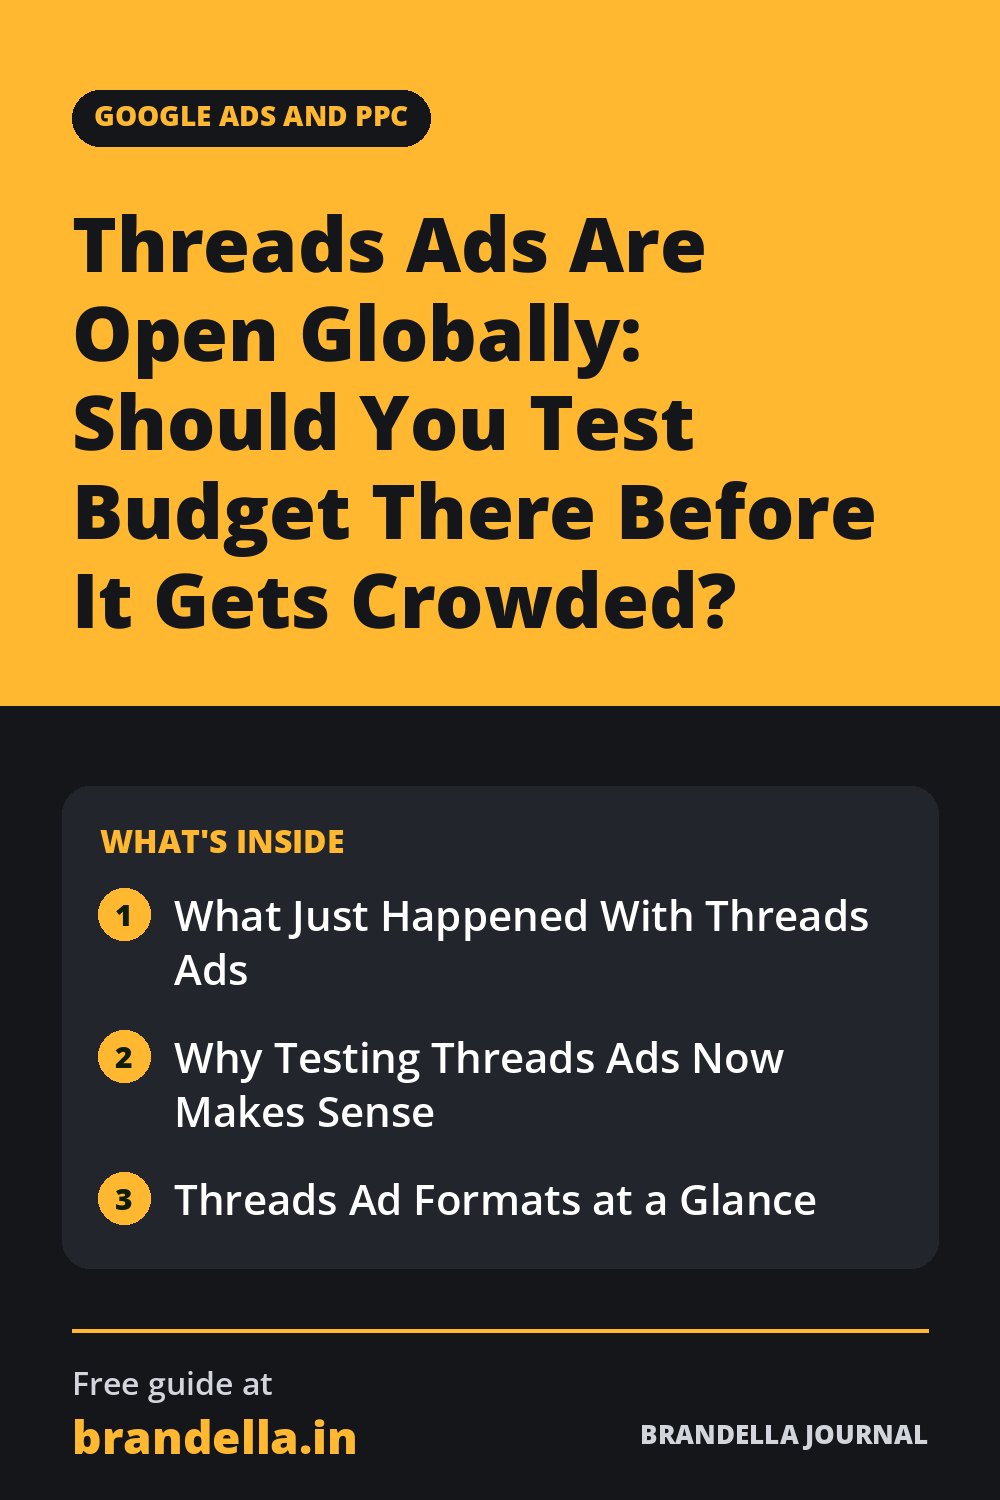 GOOGLE ADS AND PPC
Threads Ads Are
Open Globally:
Should You Test
Budget There Before
It Gets Crowded?
WHAT'S INSIDE
1 What Just Happened With Threads
Ads
2 Why Testing Threads Ads Now
Makes Sense
3 Threads Ad Formats at a Glance
Free guide at
brandella.in
BRANDELLA JOURNAL